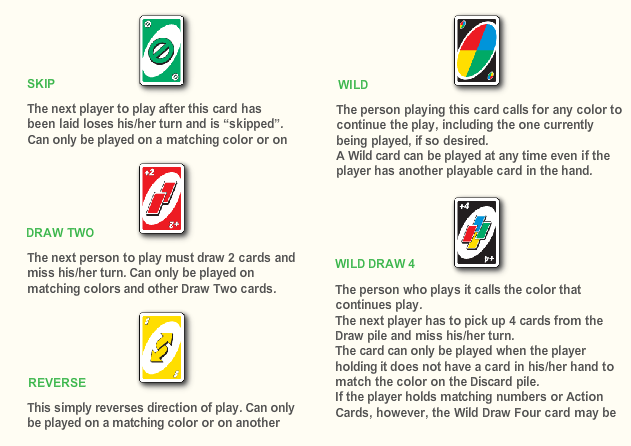 SKIP
The next player to play after this card has
been laid loses his/her turn and is “skipped”.
Can only be played on a matching color or on
+2
+2
DRAW TWO
The next person to play must draw 2 cards and
miss his/her turn. Can only be played on
matching colors and other Draw Two cards.
REVERSE
This simply reverses direction of play. Can only
be played on a matching color or on another
WILD
The person playing this card calls for any color to
continue the play, including the one currently
being played, if so desired.
A Wild card can be played at any time even if the
player has another playable card in the hand.
+4
+4
WILD DRAW 4
The person who plays it calls the color that
continues play.
The next player has to pick up 4 cards from the
Draw pile and miss his/her turn.
The card can only be played when the player
holding it does not have a card in his/her hand to
match the color on the Discard pile.
If the player holds matching numbers or Action
Cards, however, the Wild Draw Four card may be